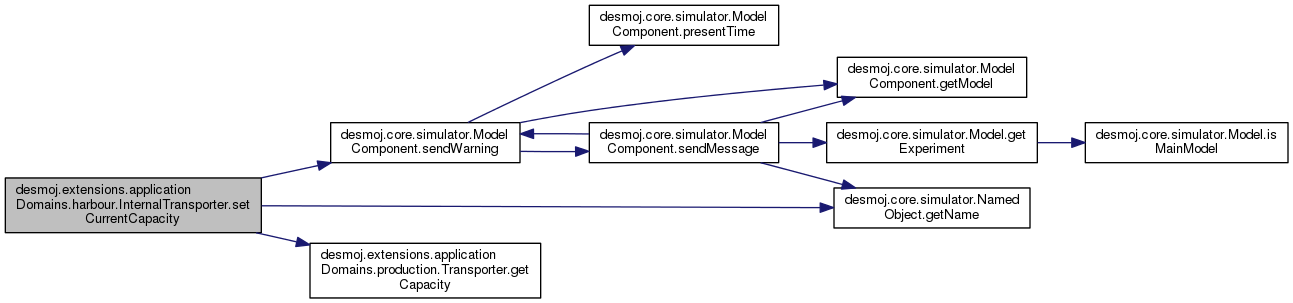 desmoj.core.simulator.Model
Component.presentTime
desmoj.core.simulator.Model
Component.getModel
desmoj.core.simulator.Model
Component.sendWarning
desmoj.core.simulator.Model
Component.sendMessage
desmoj.core.simulator.Model.get
Experiment
desmoj.core.simulator.Model.is
MainModel
desmoj.extensions.application
Domains.harbour.InternalTransporter.set
CurrentCapacity
desmoj.core.simulator.Named
Object.getName
desmoj.extensions.application
Domains.production.Transporter.get
Capacity